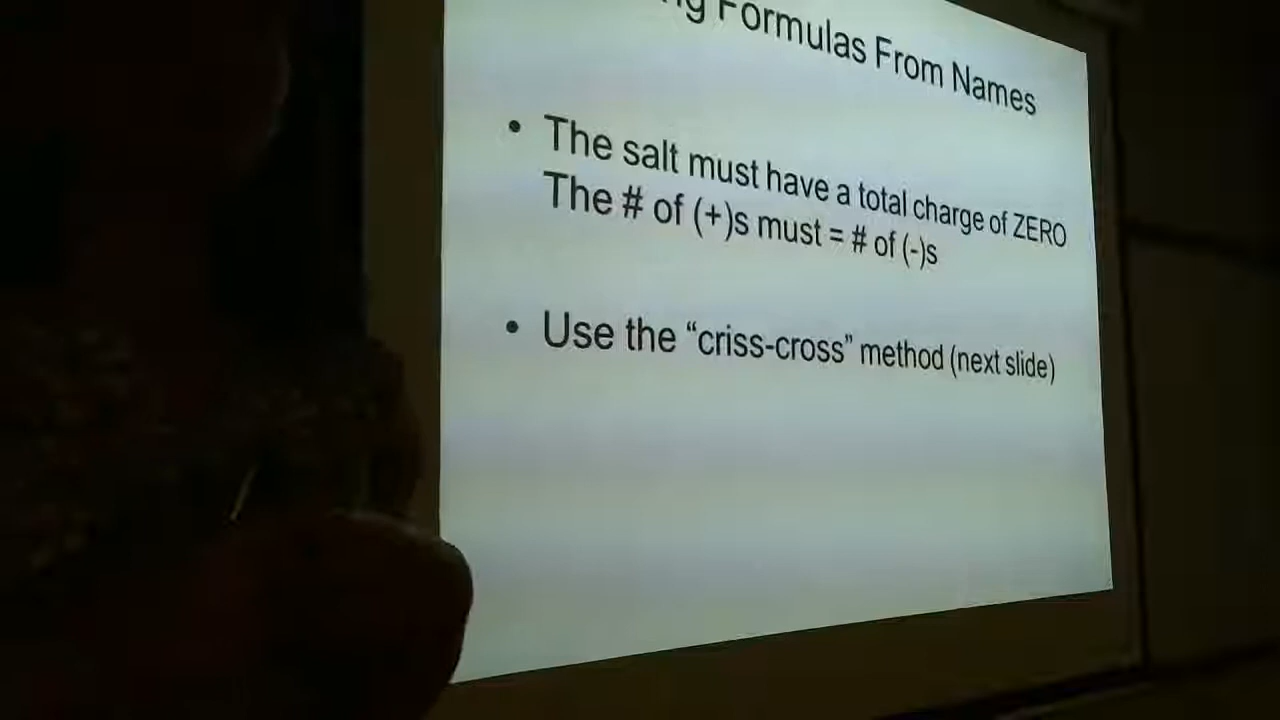 Formulas From Names
• The salt must have a total charge of ZERO
The # of (+)s must = # of (-)s
• Use the “criss-cross” method (next slide)